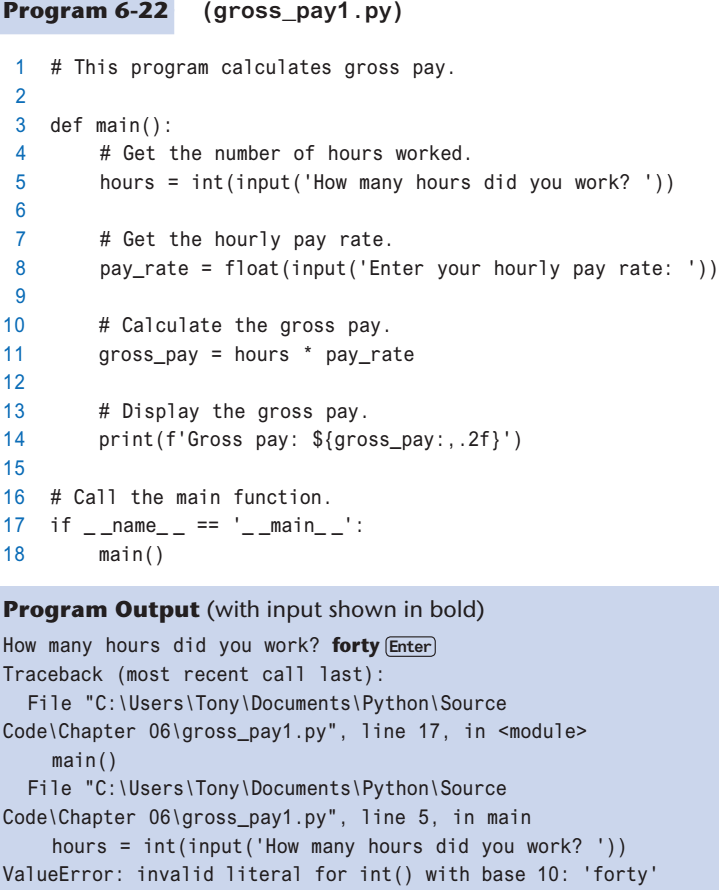 Program 6-22 (gross_pay1.py)
1 # This program calculates gross pay.
2
3 def main():
4     # Get the number of hours worked.
5     hours = int(input('How many hours did you work? '))
6
7     # Get the hourly pay rate.
8     pay_rate = float(input('Enter your hourly pay rate: '))
9
10     # Calculate the gross pay.
11     gross_pay = hours * pay_rate
12
13     # Display the gross pay.
14     print(f'Gross pay: ${gross_pay:,.2f}')
15
16 # Call the main function.
17 if _ _name_ _ == '_ _main_ _':
18     main()
Program Output (with input shown in bold)
How many hours did you work? forty Enter
Traceback (most recent call last):
  File "C:\Users\Tony\Documents\Python\Source
Code\Chapter 06\gross_pay1.py", line 17, in <module>
    main()
  File "C:\Users\Tony\Documents\Python\Source
Code\Chapter 06\gross_pay1.py", line 5, in main
    hours = int(input('How many hours did you work? '))
ValueError: invalid literal for int() with base 10: 'forty'